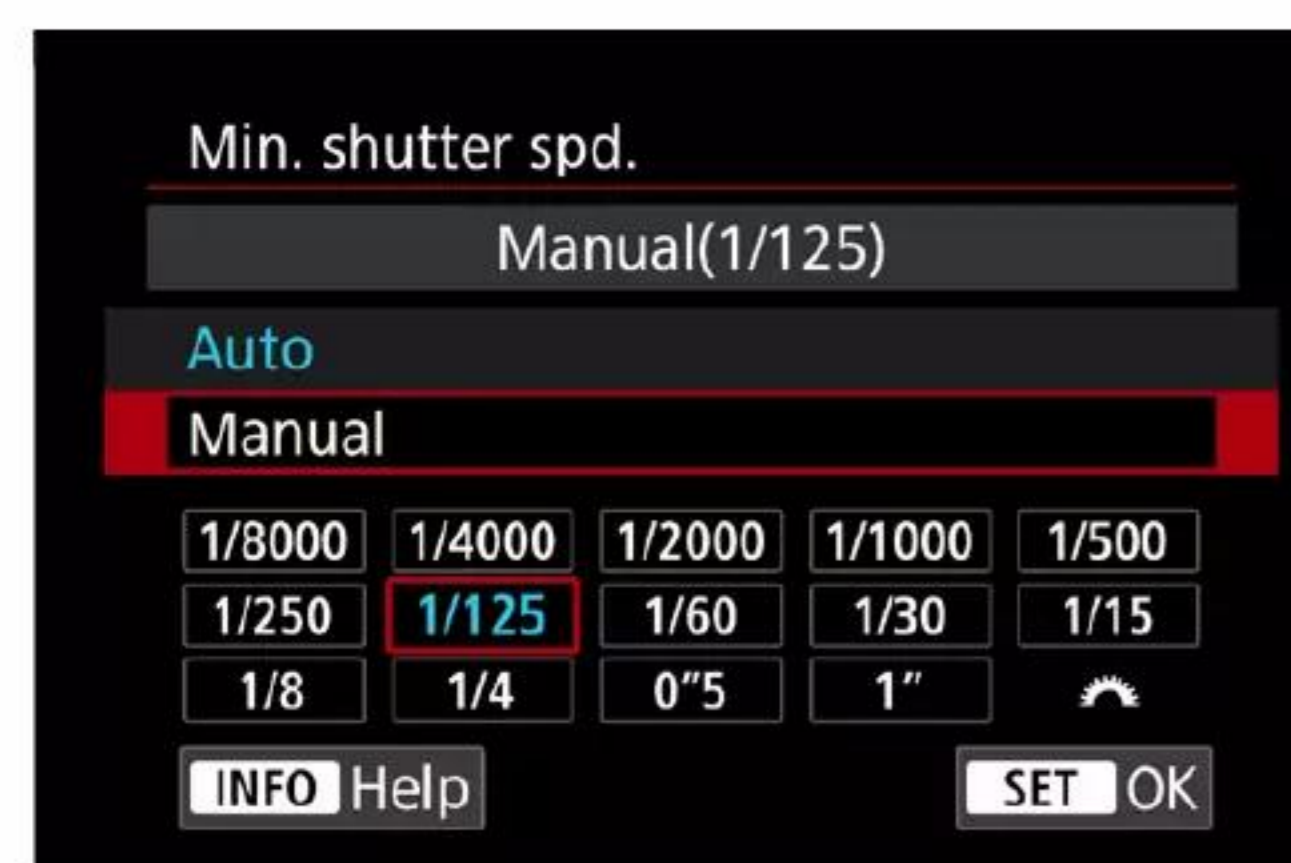 Min. shutter spd.
Manual(1/125)
Auto
Manual
1/8000 1/4000 1/2000 1/1000 1/500
1/250 1/125 1/60 1/30 1/15
1/8 1/4 0"5 1"
INFO Help SET OK